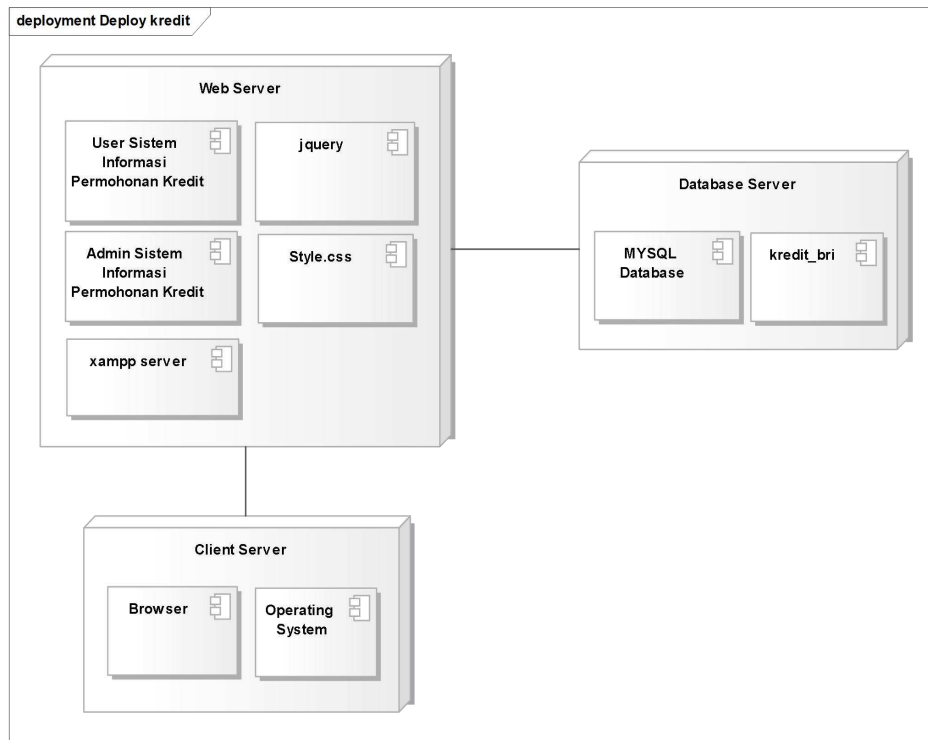 deployment Deploy kredit
Web Server
User Sistem
Informasi
Permohonan Kredit
jquery
Admin Sistem
Informasi
Permohonan Kredit
Style.css
xampp server
Database Server
MYSQL
Database
kredit_bri
Client Server
Browser
Operating
System